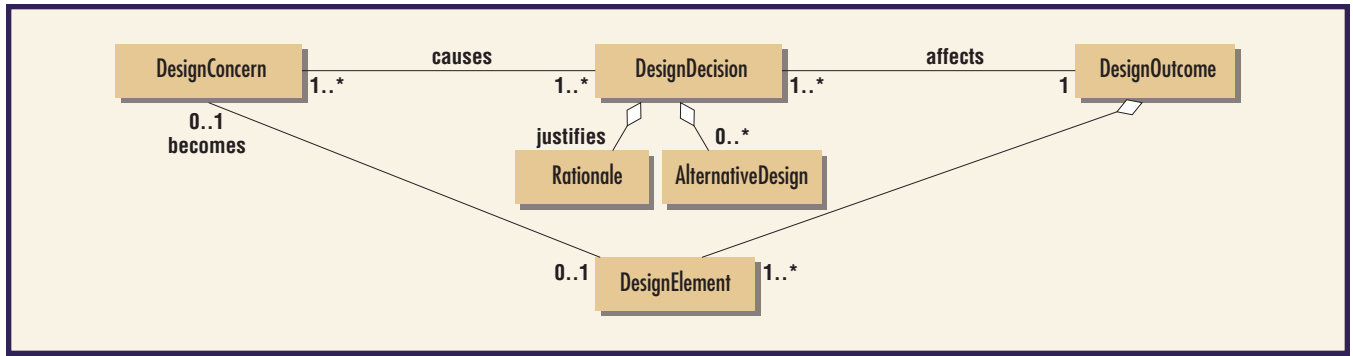 DesignConcern
causes
DesignDecision
affects
DesignOutcome
1..*
1..*
1..*
1
0..1
becomes
justifies
0..*
Rationale
AlternativeDesign
0..1
DesignElement
1..*